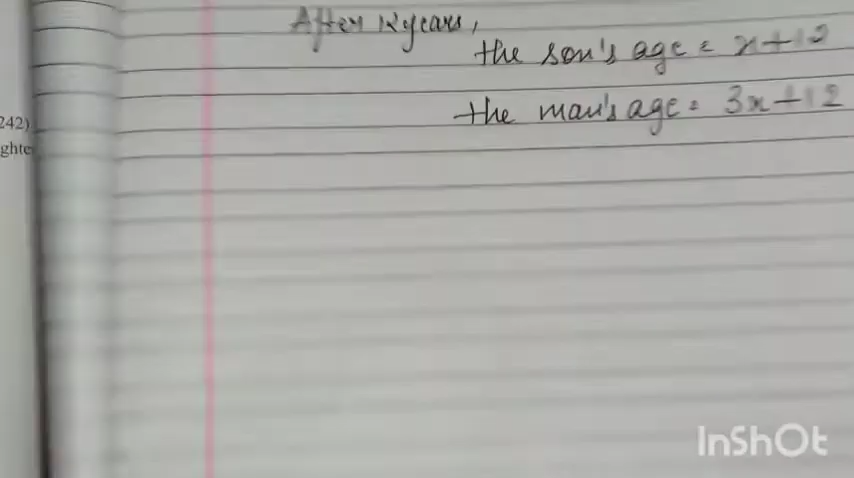 After 12 years,
the son's age = x+12
the man's age = 3x+12
242)
ghte
InShOt